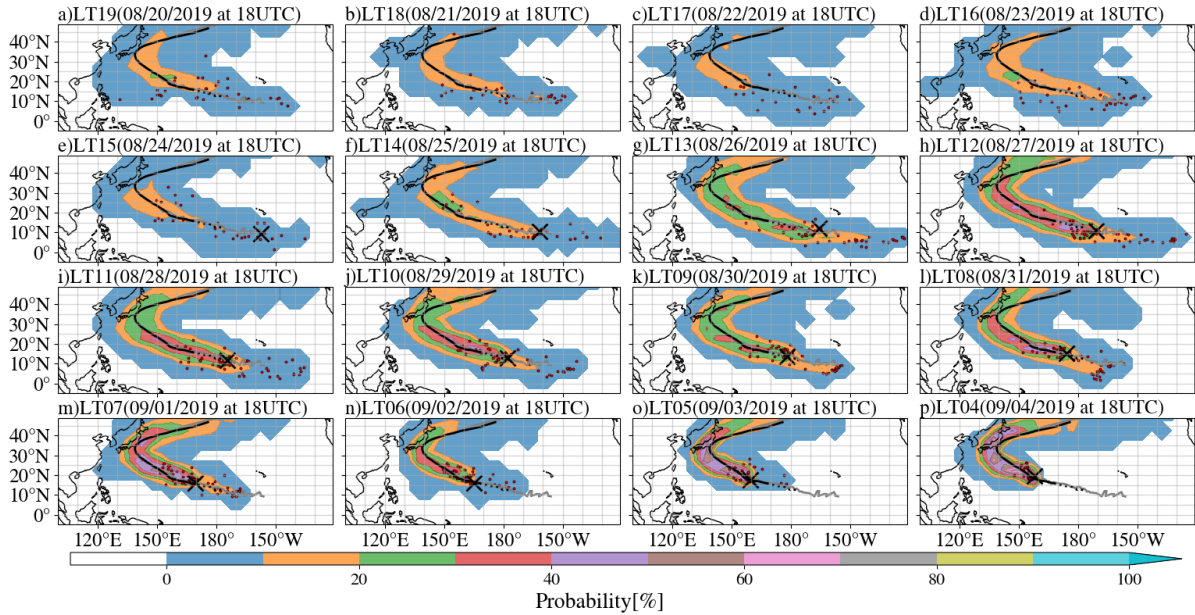 a)LT19(08/20/2019 at 18UTC) b)LT18(08/21/2019 at 18UTC) c)LT17(08/22/2019 at 18UTC) d)LT16(08/23/2019 at 18UTC)
40°N
30°N
20°N
10°N
0°
e)LT15(08/24/2019 at 18UTC) f)LT14(08/25/2019 at 18UTC) g)LT13(08/26/2019 at 18UTC) h)LT12(08/27/2019 at 18UTC)
40°N
30°N
20°N
10°N
0°
i)LT11(08/28/2019 at 18UTC) j)LT10(08/29/2019 at 18UTC) k)LT09(08/30/2019 at 18UTC) l)LT08(08/31/2019 at 18UTC)
40°N
30°N
20°N
10°N
0°
m)LT07(09/01/2019 at 18UTC) n)LT06(09/02/2019 at 18UTC) o)LT05(09/03/2019 at 18UTC) p)LT04(09/04/2019 at 18UTC)
40°N
30°N
20°N
10°N
0°
120°E 150°E 180° 150°W 120°E 150°E 180° 150°W 120°E 150°E 180° 150°W 120°E 150°E 180° 150°W
0 20 40 60 80 100
Probability[%]